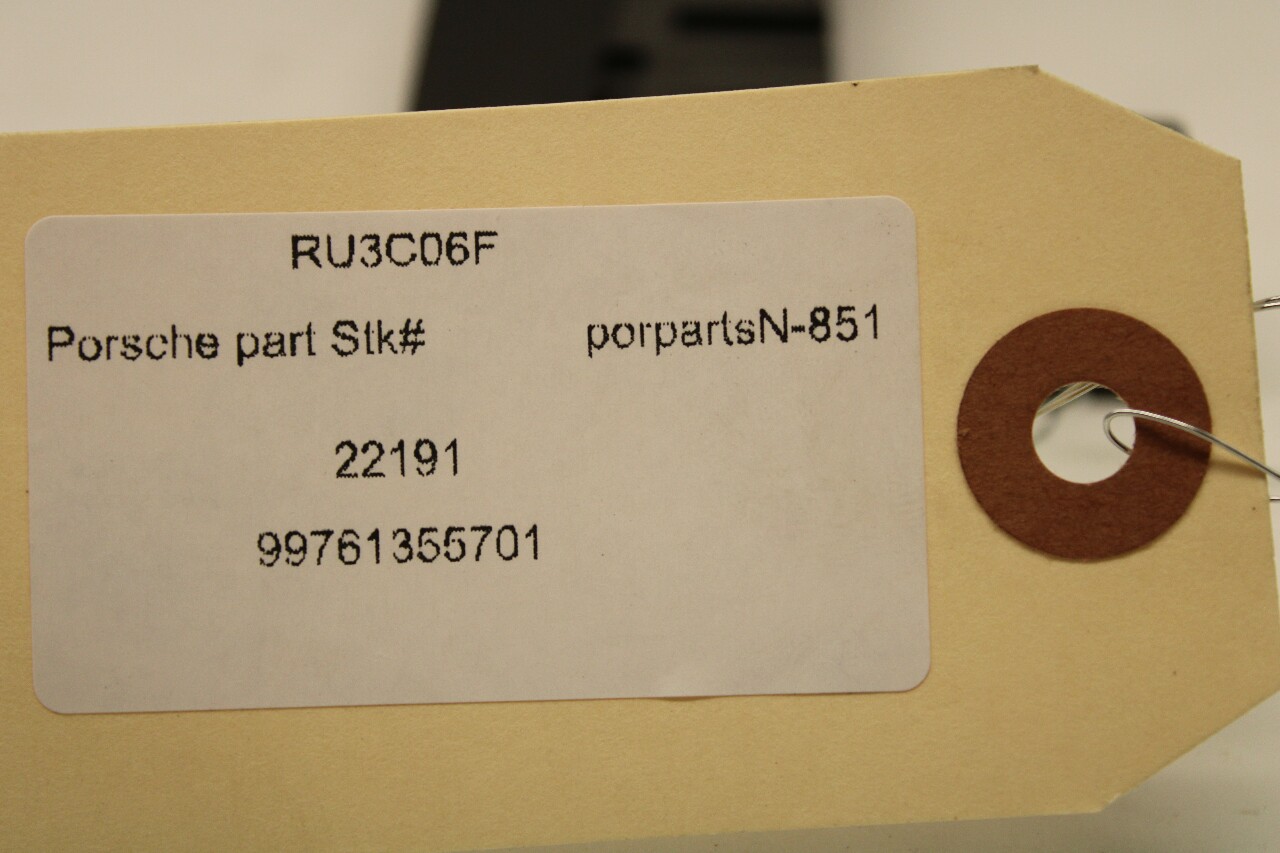 RU3C06F
Porsche part Stk# porpartsN-851
22191
99761355701